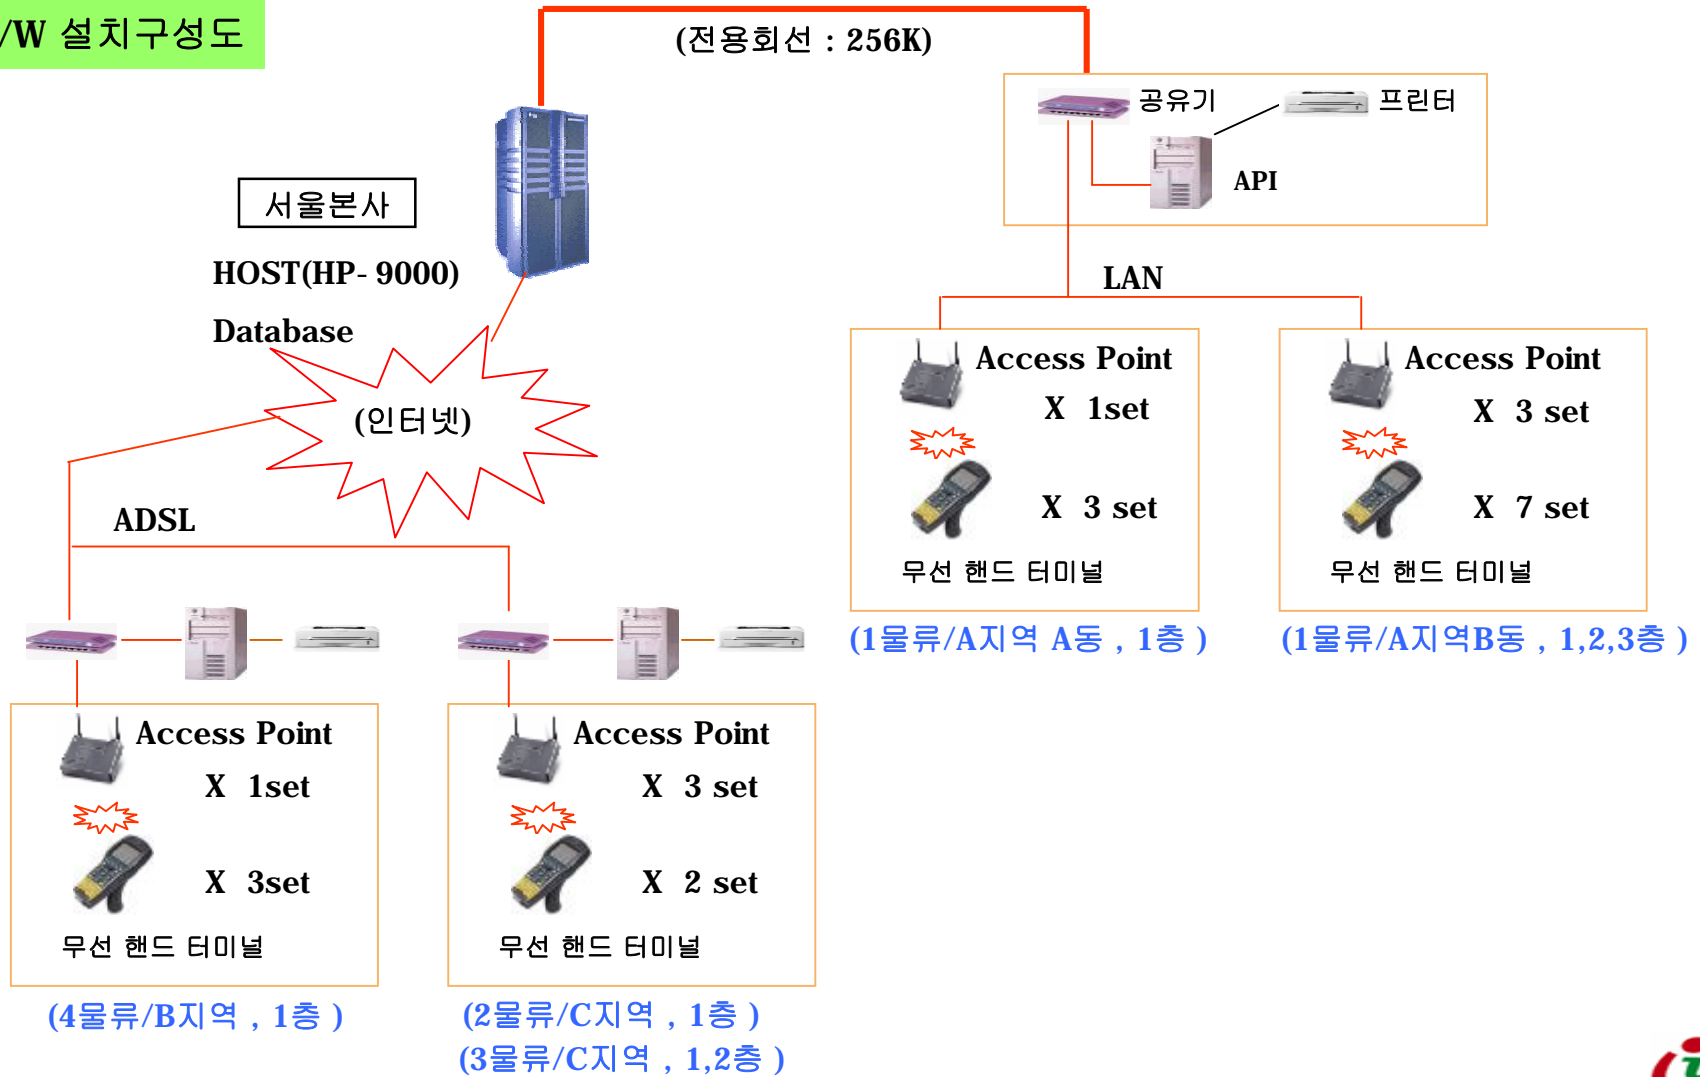 /W 설치구성도
(전용회선 : 256K)
공유기
프린터
API
서울본사
HOST(HP- 9000)
Database
(인터넷)
LAN
Access Point
X 1set
X 3 set
무선 핸드 터미널
(1물류/A지역 A동 , 1층 )
Access Point
X 3 set
X 7 set
무선 핸드 터미널
(1물류/A지역B동 , 1,2,3층 )
ADSL
Access Point
X 1set
X 3set
무선 핸드 터미널
(4물류/B지역 , 1층 )
Access Point
X 3 set
X 2 set
무선 핸드 터미널
(2물류/C지역 , 1층 )
(3물류/C지역 , 1,2층 )